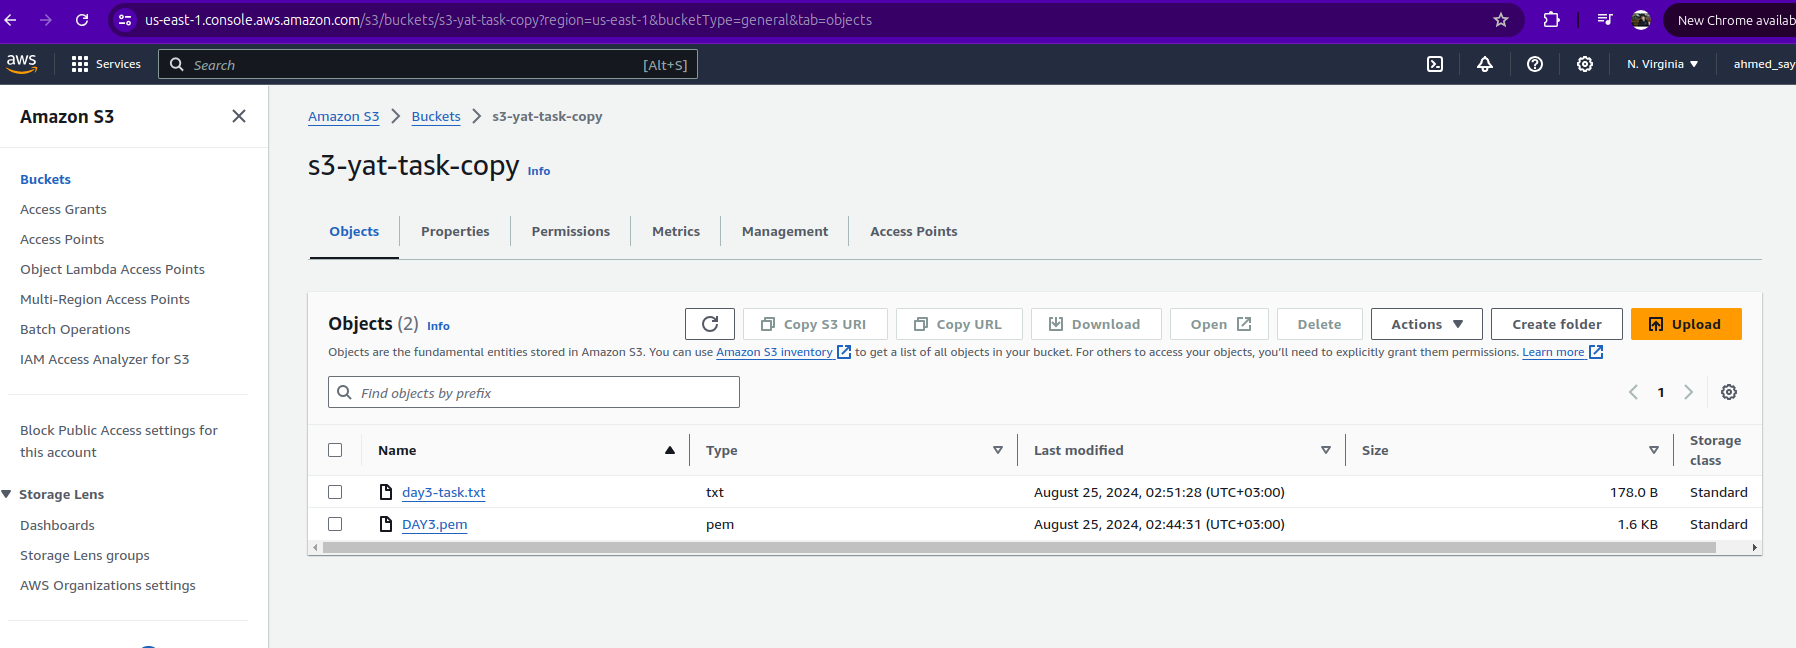 us-east-1.console.aws.amazon.com/s3/buckets/s3-yat-task-copy?region=us-east-1&bucketType=general&tab=objects
New Chrome availab
aws Services Search [Alt+S] N. Virginia ahmed_say
Amazon S3
Buckets
Access Grants
Access Points
Object Lambda Access Points
Multi-Region Access Points
Batch Operations
IAM Access Analyzer for S3
Block Public Access settings for
this account
Storage Lens
Dashboards
Storage Lens groups
AWS Organizations settings
Amazon S3 > Buckets > s3-yat-task-copy
s3-yat-task-copy Info
Objects Properties Permissions Metrics Management Access Points
Objects (2) Info Copy S3 URI Copy URL Download Open Delete Actions Create folder Upload
Objects are the fundamental entities stored in Amazon S3. You can use Amazon S3 inventory to get a list of all objects in your bucket. For others to access your objects, you'll need to explicitly grant them permissions. Learn more
Find objects by prefix 1
Name Type Last modified Size Storage class
day3-task.txt txt August 25, 2024, 02:51:28 (UTC+03:00) 178.0 B Standard
DAY3.pem pem August 25, 2024, 02:44:31 (UTC+03:00) 1.6 KB Standard